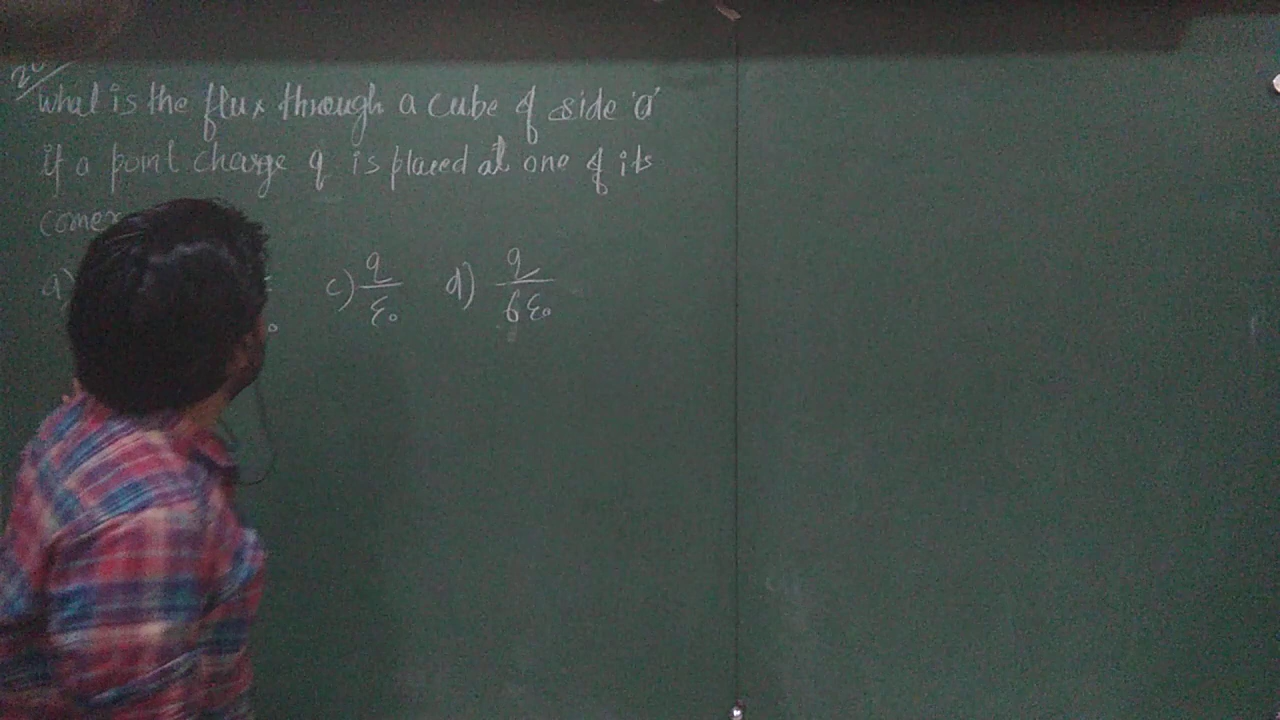 What is the flux through a cube of side 'a'
if a point charge q is placed at one of its
corner
a) c) q/ε₀ d) q/6ε₀